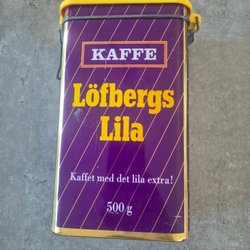 KAFFE
Löfbergs
Lila
Kaffet med det lila extra!
500 g